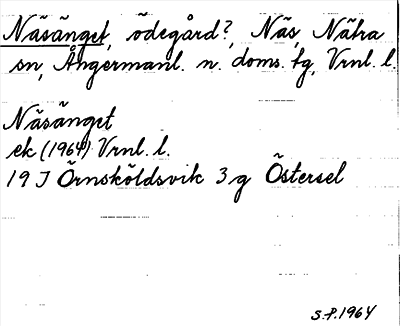 Näsänget, ödegård?, Näs, Nätra
sn, Ångermanl. n. doms. tg, Vrnl. l.
Näsänget
ek (1964) Vrnl. l.
19 J Örnsköldsvik 3 g Östersel
S.P. 1964